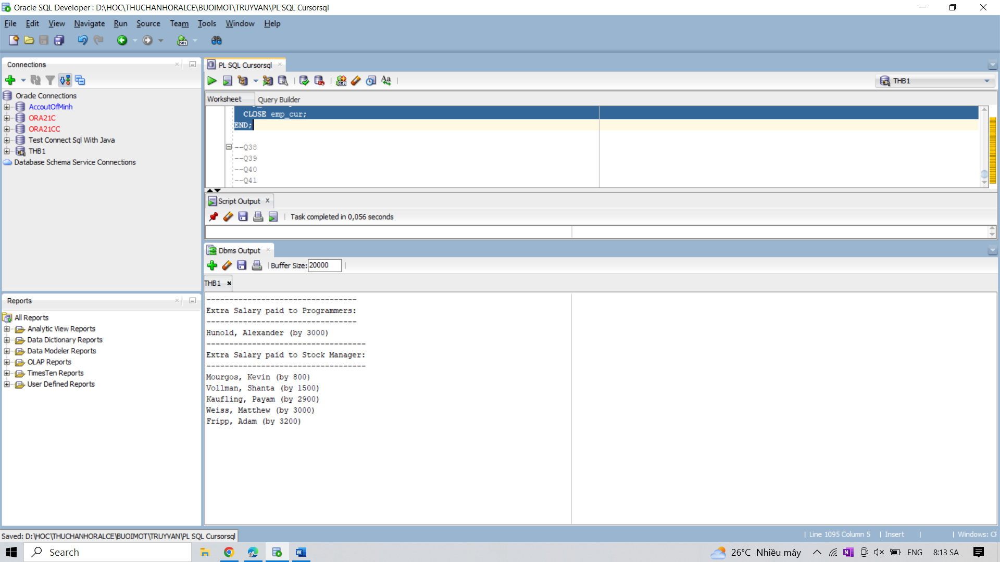 Oracle SQL Developer : D:\HOC\THUCHANHORALCE\BUOIMOT\TRUYVAN\PL SQL Cursorsql
File Edit View Navigate Run Source Team Tools Window Help
Connections
Oracle Connections
AccoutOfMinh
ORA21C
ORA21CC
Test Connect Sql With Java
THB1
Database Schema Service Connections
Reports
All Reports
Analytic View Reports
Data Dictionary Reports
Data Modeler Reports
OLAP Reports
TimesTen Reports
User Defined Reports
PL SQL Cursorsql
THB1
Worksheet Query Builder
CLOSE emp_cur;
END;
--Q38
--Q39
--Q40
--Q41
Script Output
Task completed in 0,056 seconds
Dbms Output
Buffer Size: 20000
THB1
---------------------------------
Extra Salary paid to Programmers:
---------------------------------
Hunold, Alexander (by 3000)
-----------------------------------
Extra Salary paid to Stock Manager:
-----------------------------------
Mourgos, Kevin (by 800)
Vollman, Shanta (by 1500)
Kaufling, Payam (by 2900)
Weiss, Matthew (by 3000)
Fripp, Adam (by 3200)
Saved: D:\HOC\THUCHANHORALCE\BUOIMOT\TRUYVAN\PL SQL Cursorsql
Line 1095 Column 5 Insert Windows: CF
Search
26°C Nhiều mây ENG 8:13 SA